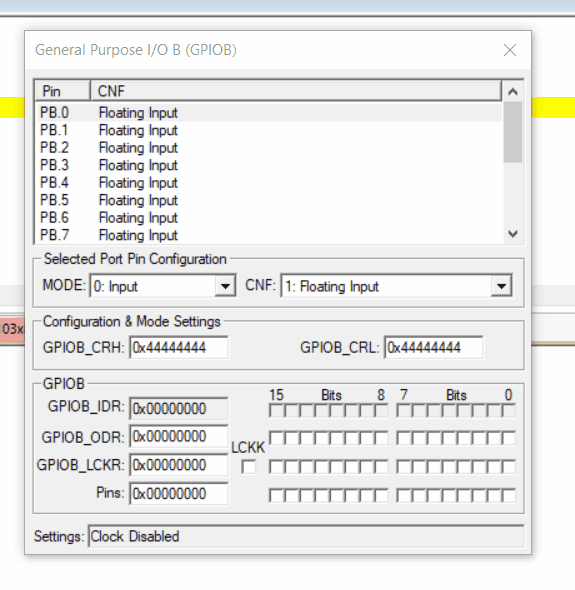 General Purpose I/O B (GPIOB)
Pin CNF
PB.0 Floating Input
PB.1 Floating Input
PB.2 Floating Input
PB.3 Floating Input
PB.4 Floating Input
PB.5 Floating Input
PB.6 Floating Input
PB.7 Floating Input
Selected Port Pin Configuration
MODE: 0: Input CNF: 1: Floating Input
Configuration & Mode Settings
103x
GPIOB_CRH: 0x44444444 GPIOB_CRL: 0x44444444
GPIOB
15 Bits 8 7 Bits 0
GPIOB_IDR: 0x00000000
GPIOB_ODR: 0x00000000
LCKK
GPIOB_LCKR: 0x00000000
Pins: 0x00000000
Settings: Clock Disabled